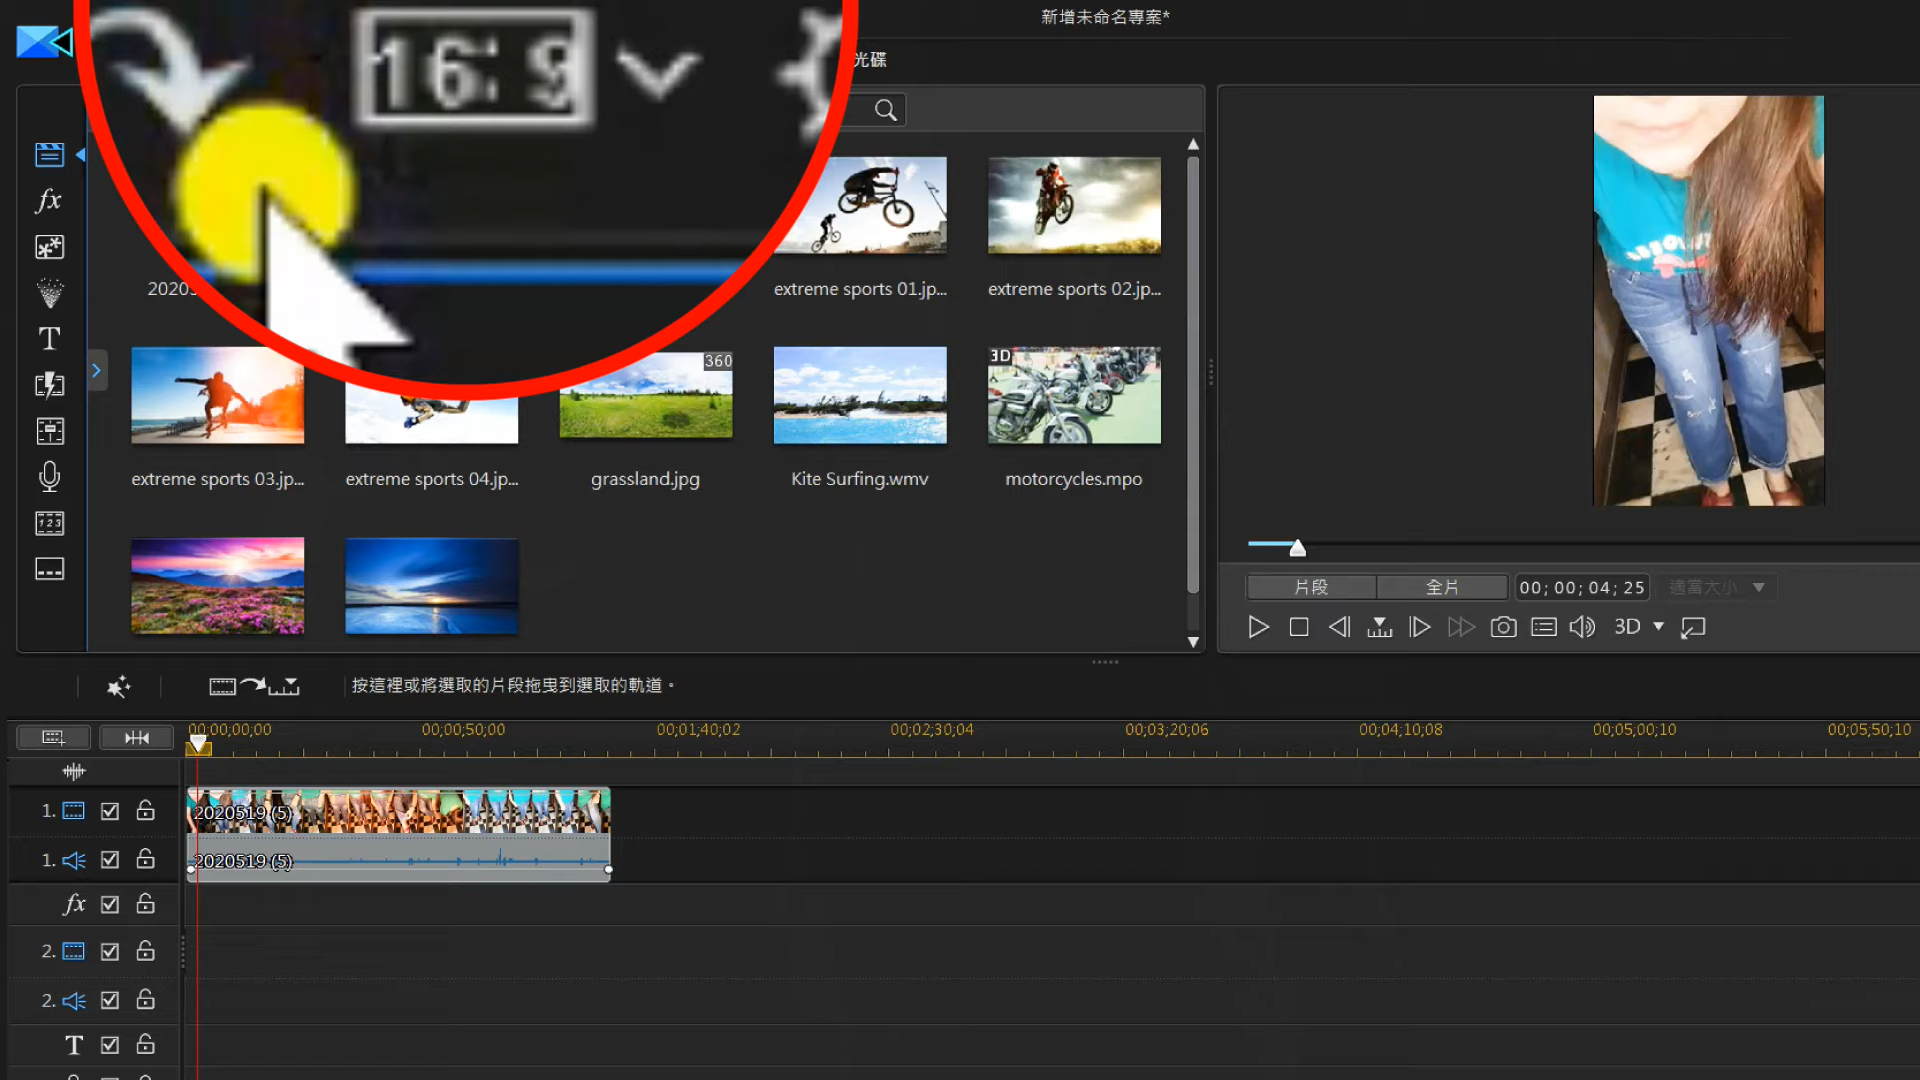 新增未命名專案*
16:9
光碟
2020
extreme sports 01.jp...
extreme sports 02.jp...
360
3D
extreme sports 03.jp...
extreme sports 04.jp...
grassland.jpg
Kite Surfing.wmv
motorcycles.mpo
片段
全片
00;00;04;25
適當大小
3D
按這裡或將選取的片段拖曳到選取的軌道。
00;00;00;00
00;00;50;00
00;01;40;02
00;02;30;04
00;03;20;06
00;04;10;08
00;05;00;10
00;05;50;10
1.
2020519 (5)
1.
2020519 (5)
fx
2.
2.
T